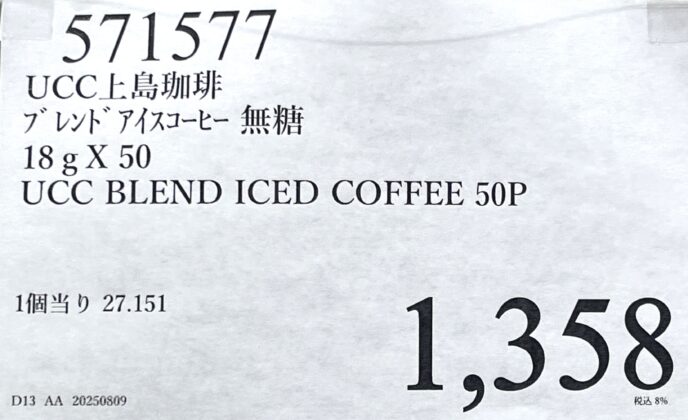 571577
UCC上島珈琲
ﾌﾞﾚﾝﾄﾞｱｲｽｺｰﾋｰ 無糖
18 g X 50
UCC BLEND ICED COFFEE 50P
1個当り 27.151
1,358
税込 8%
D13 AA 20250809